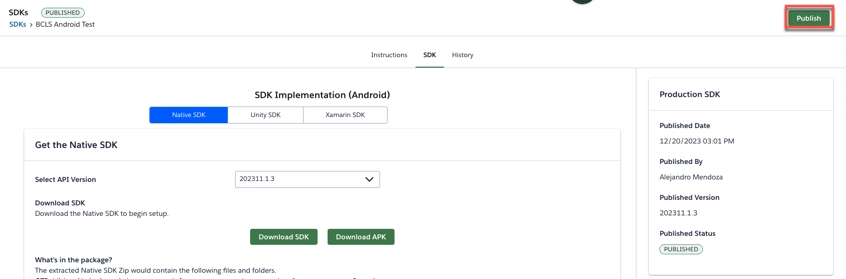 SDKs PUBLISHED
SDKs > BCLS Android Test
Publish
Instructions SDK History
SDK Implementation (Android)
Native SDK Unity SDK Xamarin SDK
Get the Native SDK
Select API Version 202311.1.3
Download SDK
Download the Native SDK to begin setup.
Download SDK Download APK
What's in the package?
The extracted Native SDK Zip would contain the following files and folders.
Production SDK
Published Date
12/20/2023 03:01 PM
Published By
Alejandro Mendoza
Published Version
202311.1.3
Published Status
PUBLISHED